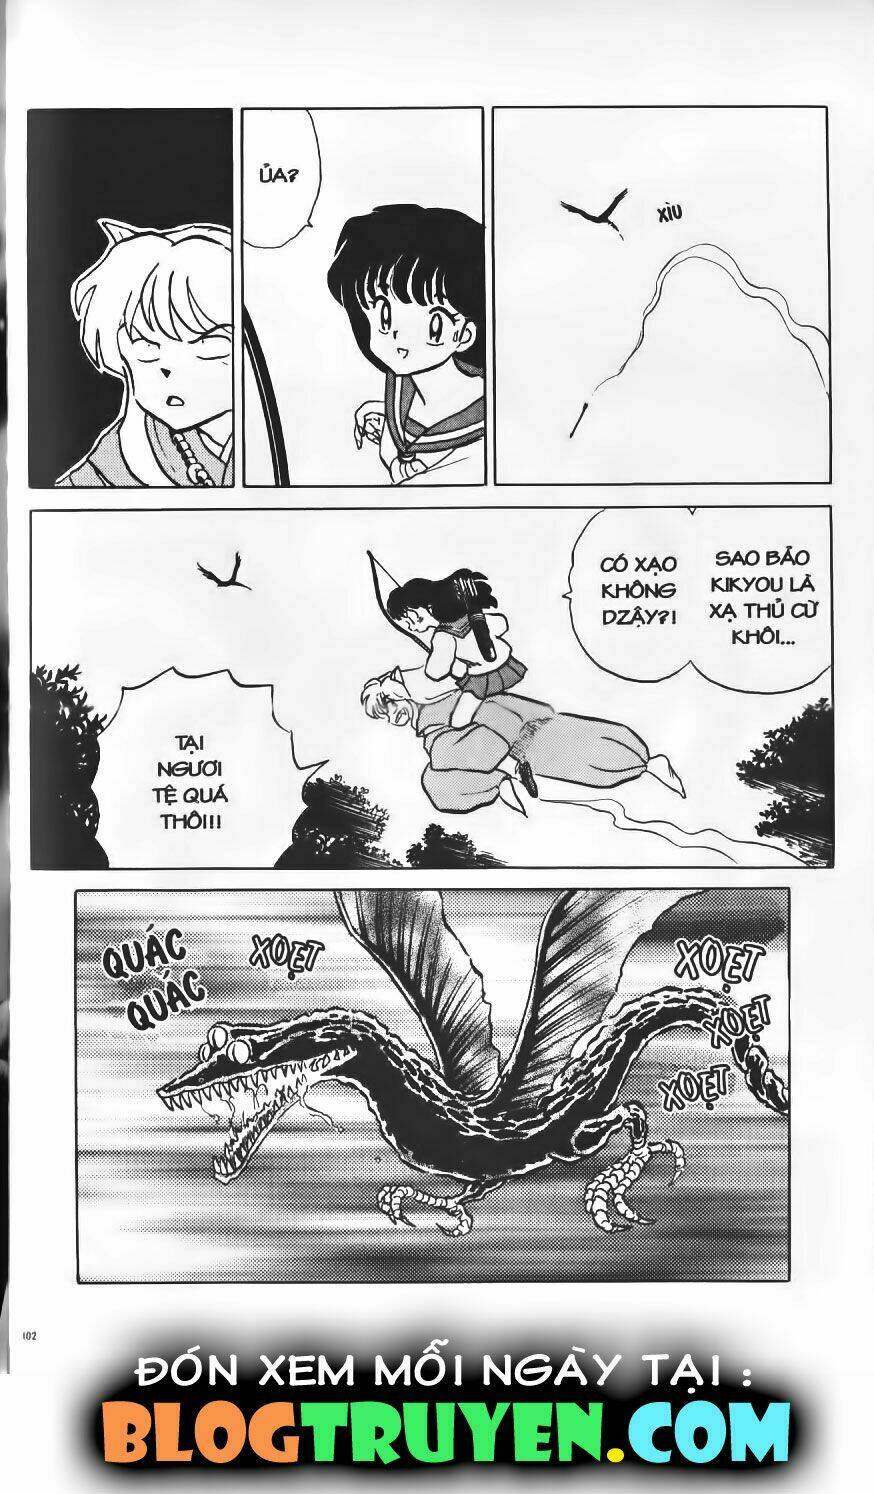 XÌU
ỦA?
SAO BẢO
KIKYOU LÀ
XẠ THỦ CỪ
KHÔI...
CÓ XẠO
KHÔNG
DZẬY?!
TẠI
NGƯƠI
TỆ QUÁ
THÔI!!!
QUÁC
QUÁC
XOẸT
XOẸT
XOẸT
XOẸT
102
ĐÓN XEM MỖI NGÀY TẠI :
BLOGTRUYEN.COM